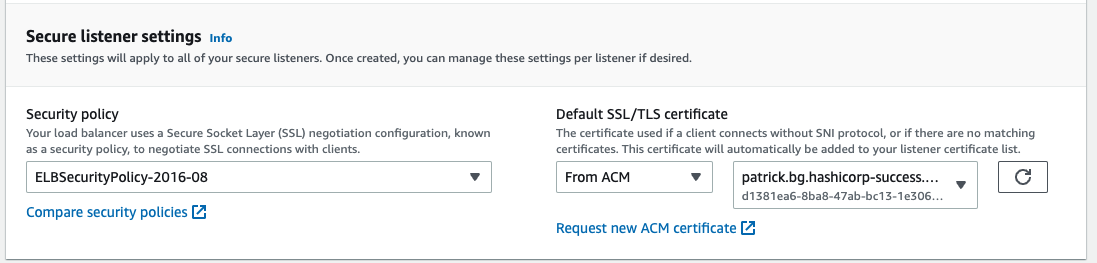 Secure listener settings Info
These settings will apply to all of your secure listeners. Once created, you can manage these settings per listener if desired.
Security policy
Your load balancer uses a Secure Socket Layer (SSL) negotiation configuration, known
as a security policy, to negotiate SSL connections with clients.
ELBSecurityPolicy-2016-08
Compare security policies
Default SSL/TLS certificate
The certificate used if a client connects without SNI protocol, or if there are no matching
certificates. This certificate will automatically be added to your listener certificate list.
From ACM
patrick.bg.hashicorp-success....
d1381ea6-8ba8-47ab-bc13-1e306...
Request new ACM certificate